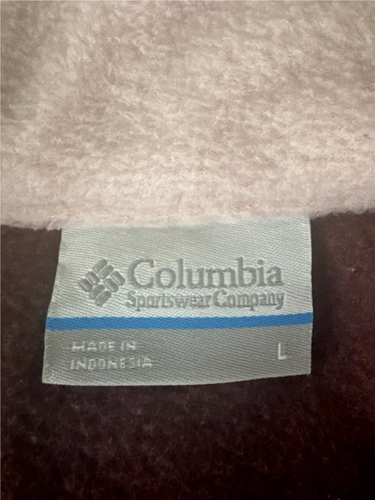 Columbia
Sportswear Company
MADE IN
INDONESIA
L